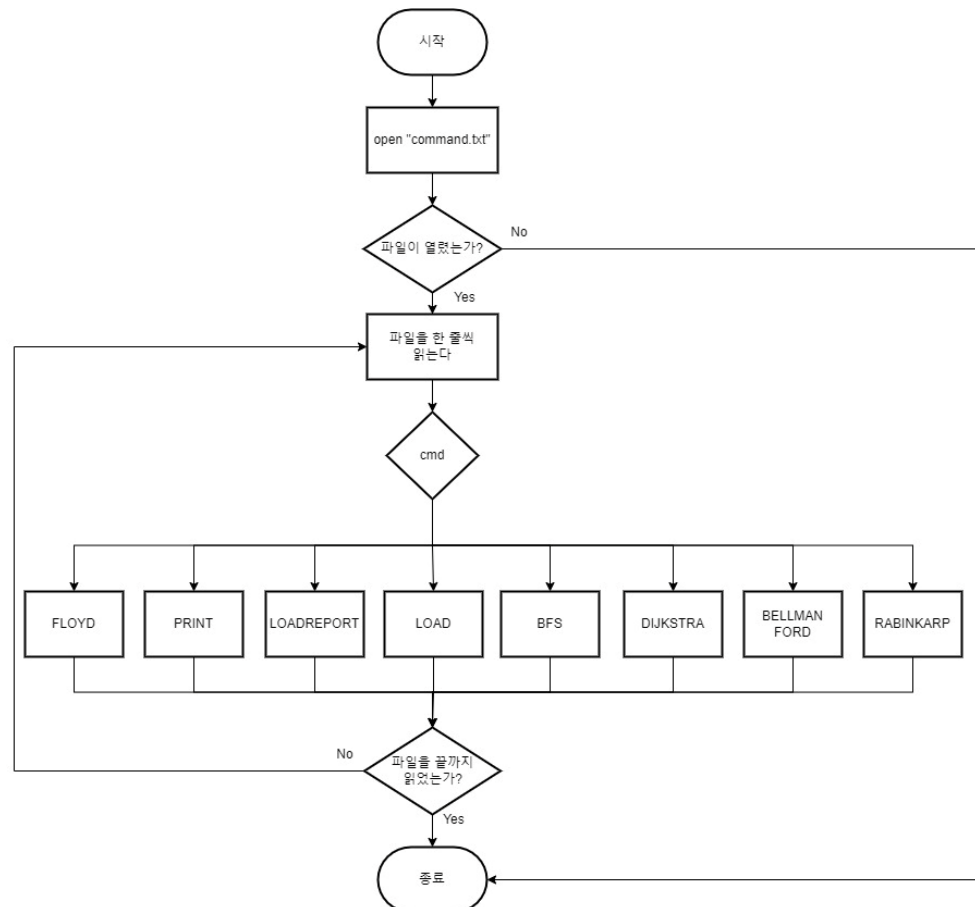 시작
open "command.txt"
파일이 열렸는가?
No
Yes
파일을 한 줄씩
읽는다
cmd
FLOYD
PRINT
LOADREPORT
LOAD
BFS
DIJKSTRA
BELLMAN
FORD
RABINKARP
No
파일을 끝까지
읽었는가?
Yes
종료